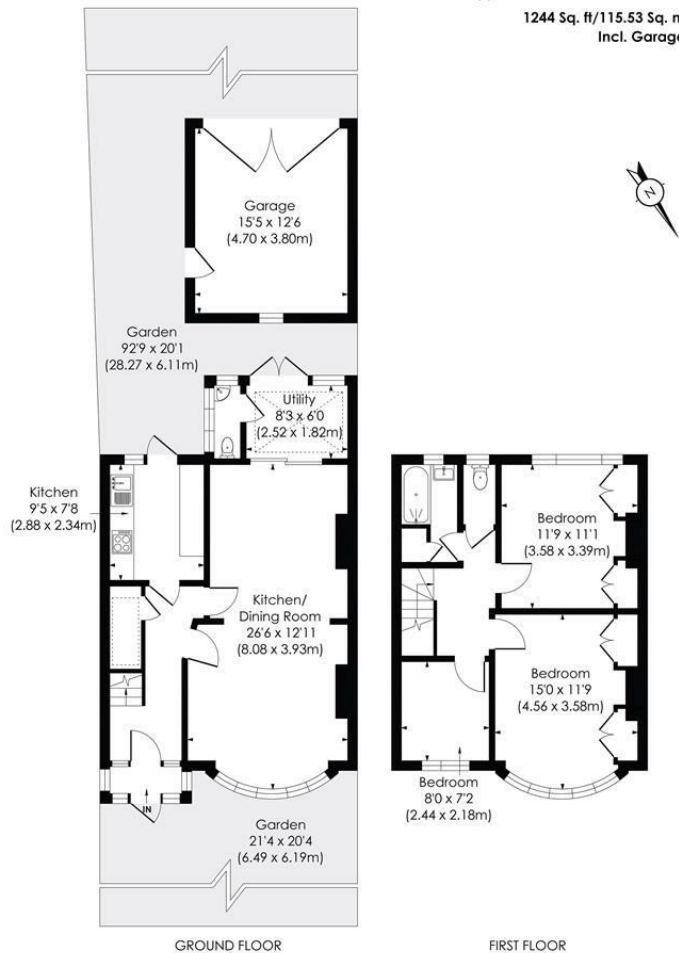 1244 Sq. ft/115.53 Sq. m
Incl. Garage
N
Garage
15'5 x 12'6
(4.70 x 3.80m)
Garden
92'9 x 20'1
(28.27 x 6.11m)
Utility
8'3 x 6'0
(2.52 x 1.82m)
Kitchen
9'5 x 7'8
(2.88 x 2.34m)
Kitchen/
Dining Room
26'6 x 12'11
(8.08 x 3.93m)
IN
Garden
21'4 x 20'4
(6.49 x 6.19m)
GROUND FLOOR
Bedroom
11'9 x 11'1
(3.58 x 3.39m)
Bedroom
15'0 x 11'9
(4.56 x 3.58m)
Bedroom
8'0 x 7'2
(2.44 x 2.18m)
FIRST FLOOR